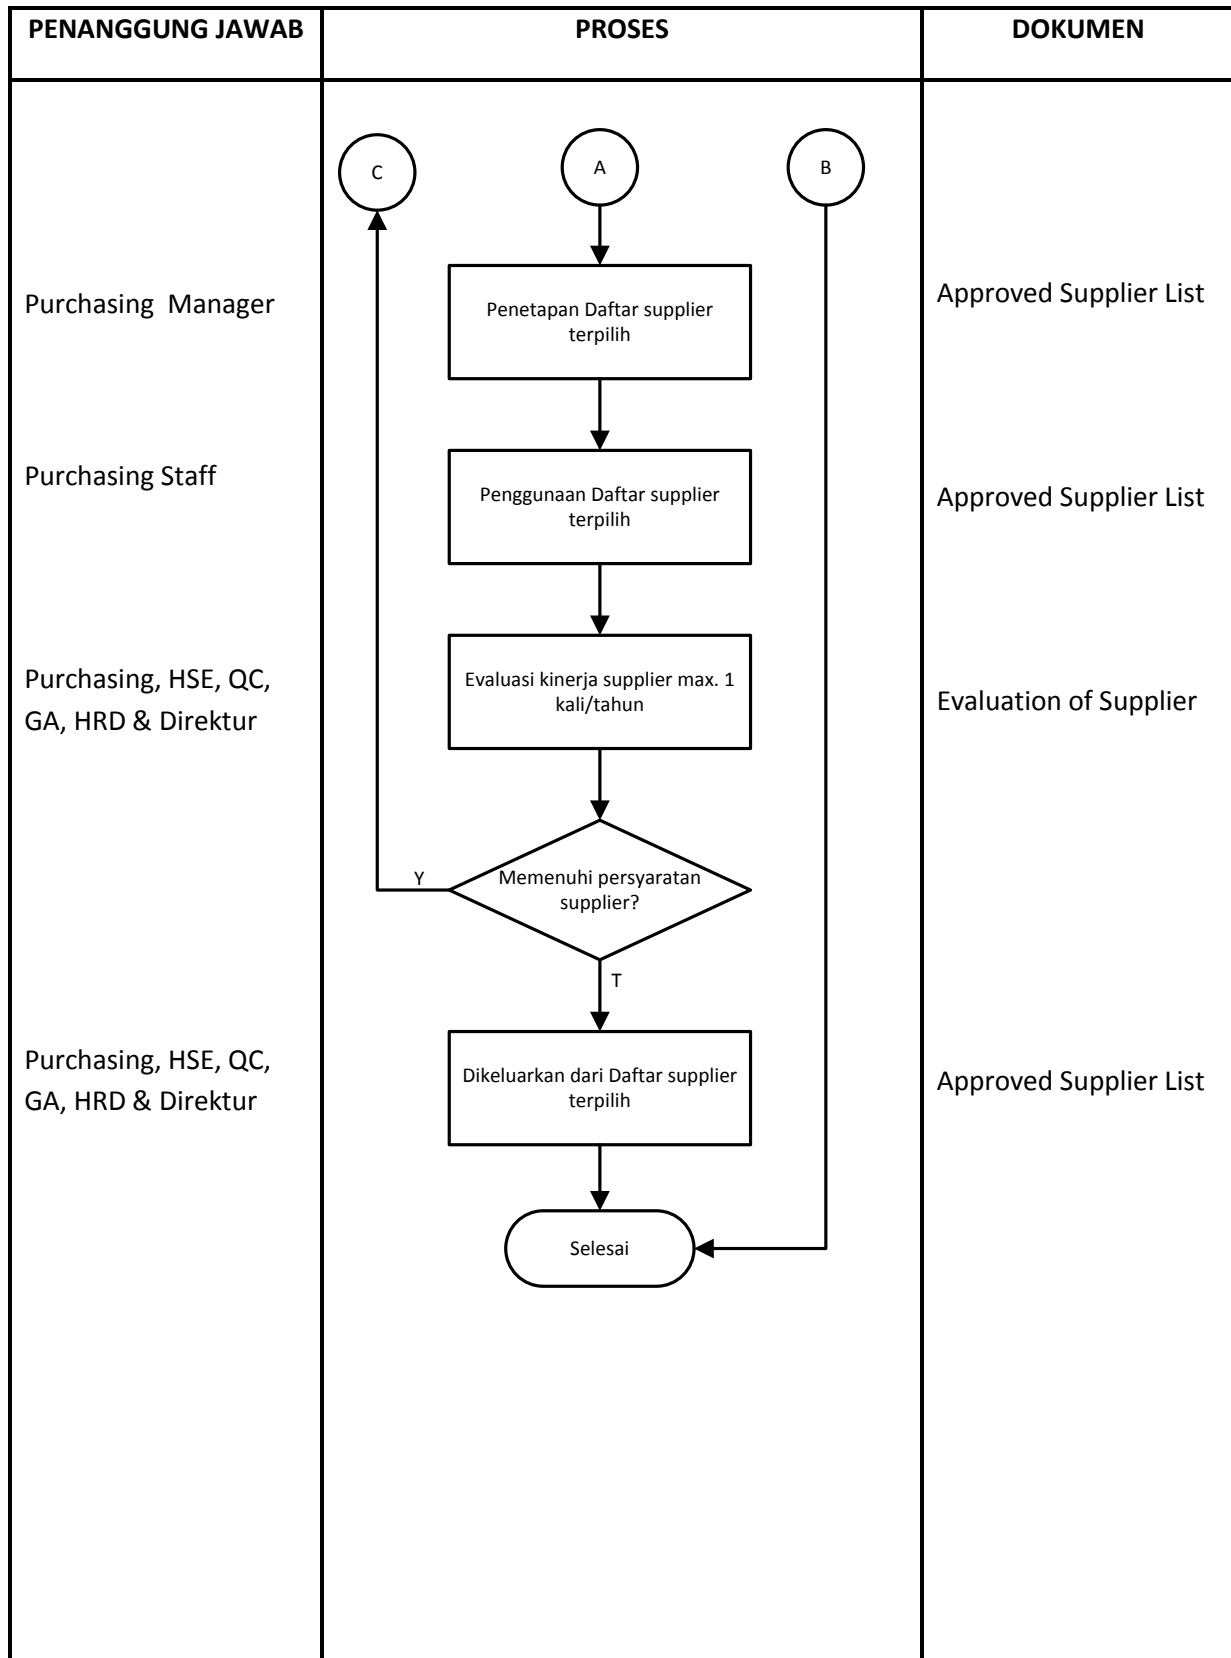 PENANGGUNG JAWAB
PROSES
DOKUMEN
C
A
B
Purchasing  Manager
Penetapan Daftar supplier
terpilih
Approved Supplier List
Purchasing Staff
Penggunaan Daftar supplier
terpilih
Approved Supplier List
Purchasing, HSE, QC,
GA, HRD & Direktur
Evaluasi kinerja supplier max. 1
kali/tahun
Evaluation of Supplier
Y
Memenuhi persyaratan
supplier?
T
Purchasing, HSE, QC,
GA, HRD & Direktur
Dikeluarkan dari Daftar supplier
terpilih
Approved Supplier List
Selesai